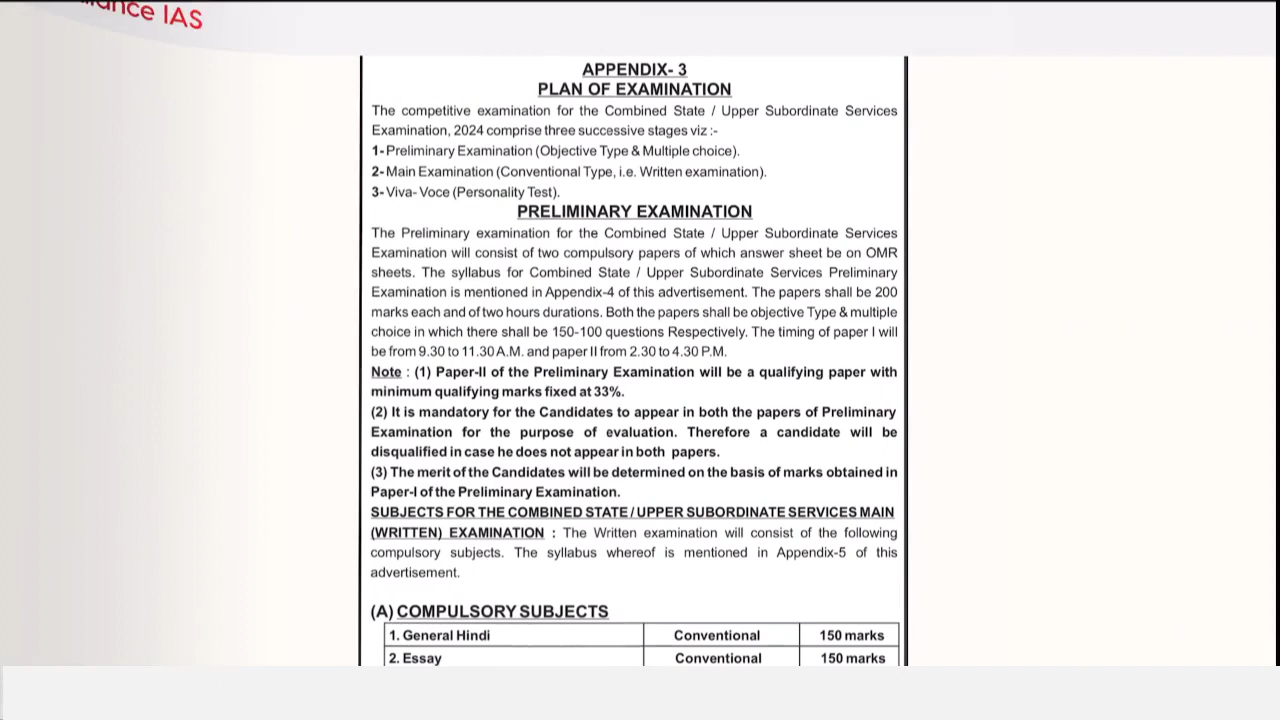 IAS
APPENDIX- 3
PLAN OF EXAMINATION
The competitive examination for the Combined State / Upper Subordinate Services
Examination, 2024 comprise three successive stages viz :-
1- Preliminary Examination (Objective Type & Multiple choice).
2- Main Examination (Conventional Type, i.e. Written examination).
3- Viva- Voce (Personality Test).
PRELIMINARY EXAMINATION
The Preliminary examination for the Combined State / Upper Subordinate Services
Examination will consist of two compulsory papers of which answer sheet be on OMR
sheets. The syllabus for Combined State / Upper Subordinate Services Preliminary
Examination is mentioned in Appendix-4 of this advertisement. The papers shall be 200
marks each and of two hours durations. Both the papers shall be objective Type & multiple
choice in which there shall be 150-100 questions Respectively. The timing of paper I will
be from 9.30 to 11.30 A.M. and paper II from 2.30 to 4.30 P.M.
Note : (1) Paper-II of the Preliminary Examination will be a qualifying paper with
minimum qualifying marks fixed at 33%.
(2) It is mandatory for the Candidates to appear in both the papers of Preliminary
Examination for the purpose of evaluation. Therefore a candidate will be
disqualified in case he does not appear in both papers.
(3) The merit of the Candidates will be determined on the basis of marks obtained in
Paper-I of the Preliminary Examination.
SUBJECTS FOR THE COMBINED STATE / UPPER SUBORDINATE SERVICES MAIN
(WRITTEN) EXAMINATION : The Written examination will consist of the following
compulsory subjects. The syllabus whereof is mentioned in Appendix-5 of this
advertisement.
(A) COMPULSORY SUBJECTS
1. General Hindi Conventional 150 marks
2. Essay Conventional 150 marks